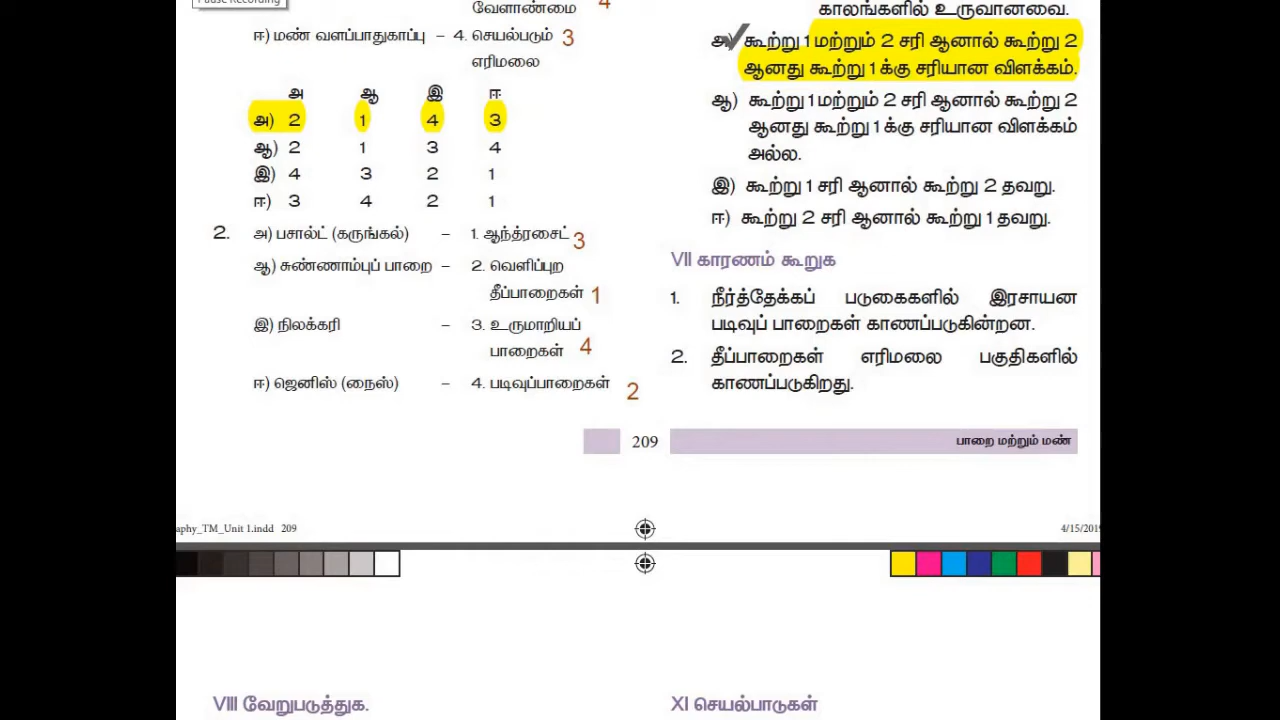 Pause Recording
வேளாண்மை 4
ஈ) மண் வளப்பாதுகாப்பு – 4. செயல்படும் 3
எரிமலை
அ ஆ இ ஈ
அ) 2 1 4 3
ஆ) 2 1 3 4
இ) 4 3 2 1
ஈ) 3 4 2 1
2. அ) பசால்ட் (கருங்கல்) – 1. ஆந்த்ரசைட் 3
ஆ) சுண்ணாம்புப் பாறை – 2. வெளிப்புற
தீப்பாறைகள் 1
இ) நிலக்கரி – 3. உருமாறியப்
பாறைகள் 4
ஈ) ஜெனிஸ் (நைஸ்) – 4. படிவுப்பாறைகள் 2
காலங்களில் உருவானவை.
அ) கூற்று 1 மற்றும் 2 சரி ஆனால் கூற்று 2
ஆனது கூற்று 1 க்கு சரியான விளக்கம்.
ஆ) கூற்று 1 மற்றும் 2 சரி ஆனால் கூற்று 2
ஆனது கூற்று 1 க்கு சரியான விளக்கம்
அல்ல.
இ) கூற்று 1 சரி ஆனால் கூற்று 2 தவறு.
ஈ) கூற்று 2 சரி ஆனால் கூற்று 1 தவறு.
VII காரணம் கூறுக
1. நீர்த்தேக்கப் படுகைகளில் இரசாயன
படிவுப் பாறைகள் காணப்படுகின்றன.
2. தீப்பாறைகள் எரிமலை பகுதிகளில்
காணப்படுகிறது.
209 பாறை மற்றும் மண்
aphy_TM_Unit 1.indd 209 4/15/2019
VIII வேறுபடுத்துக.
XI செயல்பாடுகள்